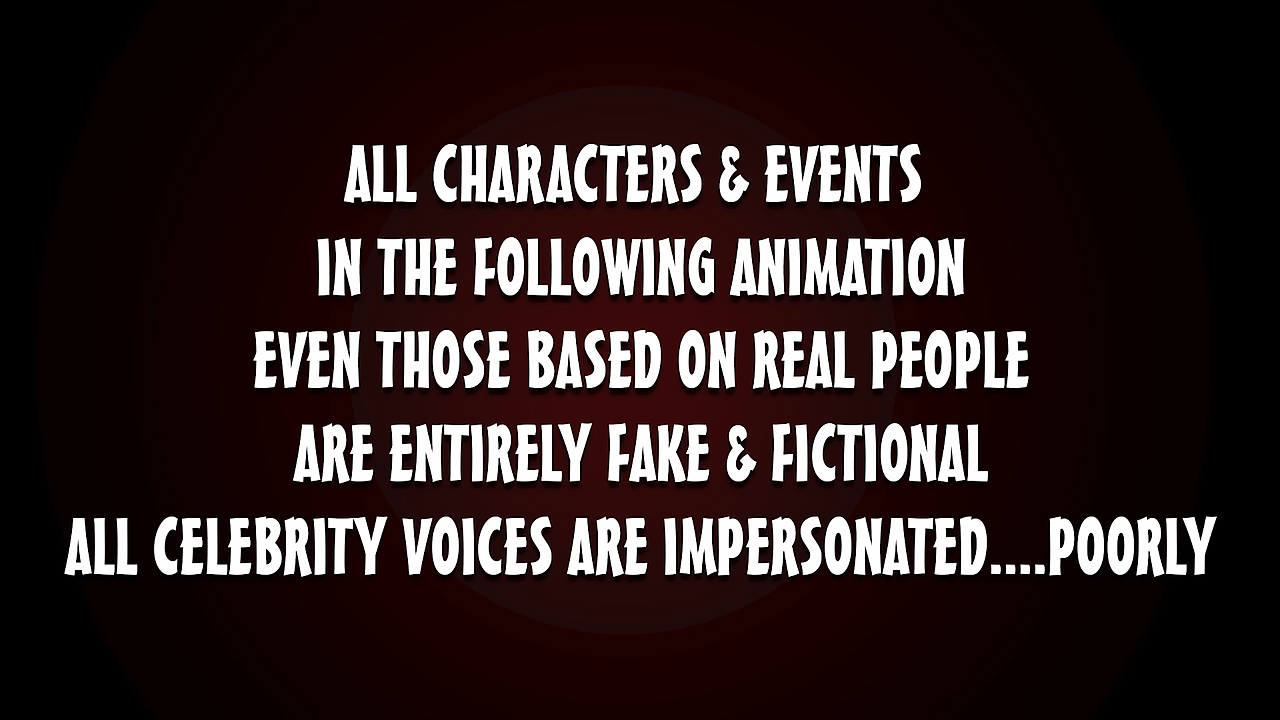 ALL CHARACTERS & EVENTS
IN THE FOLLOWING ANIMATION
EVEN THOSE BASED ON REAL PEOPLE
ARE ENTIRELY FAKE & FICTIONAL
ALL CELEBRITY VOICES ARE IMPERSONATED....POORLY